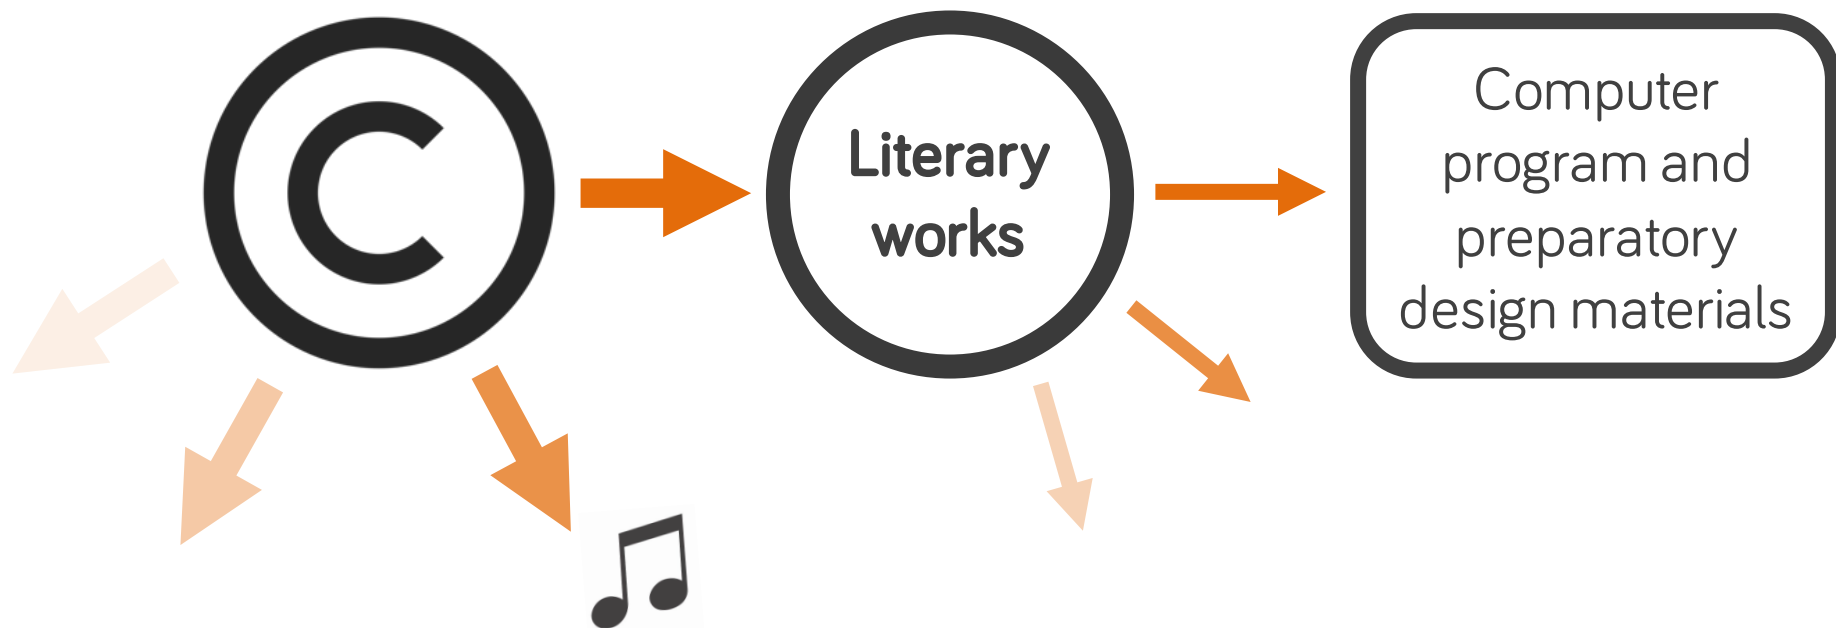 ©
Literary
works
Computer
program and
preparatory
design materials